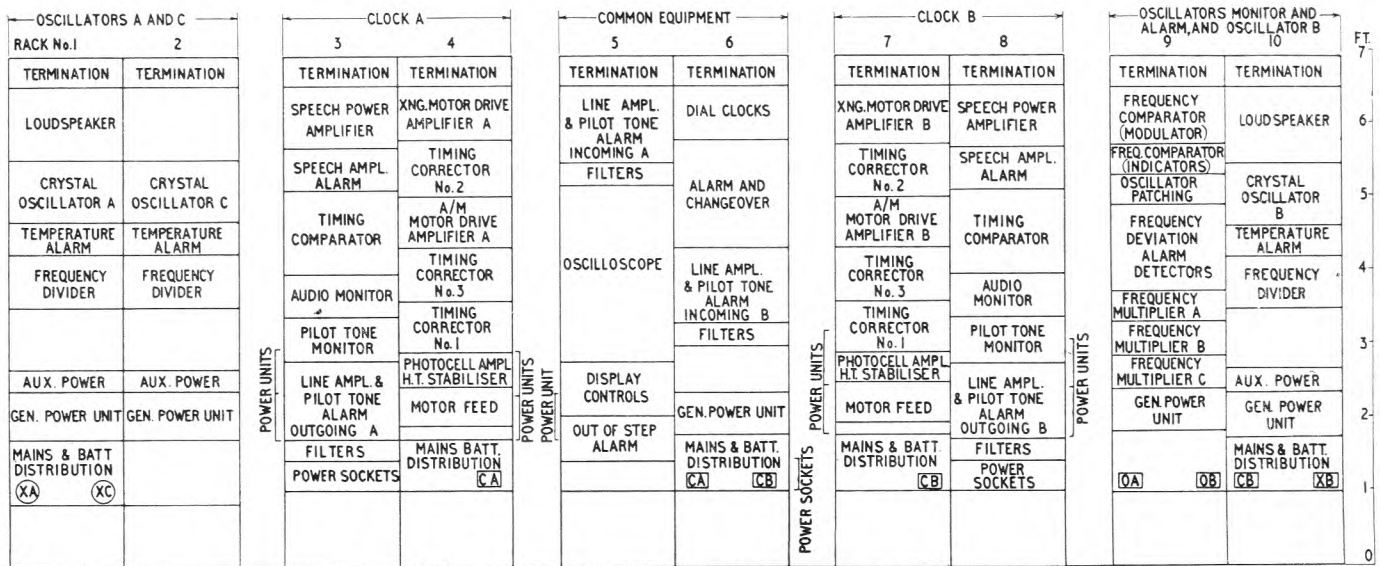 OSCILLATORS A AND C
RACK No.1
2
TERMINATION
LOUDSPEAKER
CRYSTAL
OSCILLATOR A
TEMPERATURE
ALARM
FREQUENCY
DIVIDER
AUX. POWER
GEN. POWER UNIT
MAINS & BATT
DISTRIBUTION
XA
XC
TERMINATION
CRYSTAL
OSCILLATOR C
TEMPERATURE
ALARM
FREQUENCY
DIVIDER
AUX. POWER
GEN. POWER UNIT
CLOCK A
3
4
TERMINATION
SPEECH POWER
AMPLIFIER
SPEECH AMPL.
ALARM
TIMING
COMPARATOR
AUDIO MONITOR
PILOT TONE
MONITOR
LINE AMPL. &
PILOT TONE
ALARM
OUTGOING A
FILTERS
POWER SOCKETS
POWER UNITS
TERMINATION
XNG. MOTOR DRIVE
AMPLIFIER A
TIMING
CORRECTOR
No.2
A/M
MOTOR DRIVE
AMPLIFIER A
TIMING
CORRECTOR
No.3
TIMING
CORRECTOR
No.1
PHOTOCELL AMPL
H.T. STABILISER
MOTOR FEED
MAINS BATT.
DISTRIBUTION
CA
POWER UNITS
COMMON EQUIPMENT
5
6
TERMINATION
LINE AMPL.
& PILOT TONE
ALARM
INCOMING A
FILTERS
OSCILLOSCOPE
DISPLAY
CONTROLS
OUT OF STEP
ALARM
POWER UNIT
TERMINATION
DIAL CLOCKS
ALARM AND
CHANGEOVER
LINE AMPL.
& PILOT TONE
ALARM
INCOMING B
FILTERS
GEN. POWER UNIT
MAINS & BATT.
DISTRIBUTION
CA
CB
POWER SOCKETS
CLOCK B
7
8
POWER UNITS
TERMINATION
XNG. MOTOR DRIVE
AMPLIFIER B
TIMING
CORRECTOR
No.2
A/M
MOTOR DRIVE
AMPLIFIER B
TIMING
CORRECTOR
No.3
TIMING
CORRECTOR
No.1
PHOTOCELL AMPL
H.T. STABILISER
MOTOR FEED
MAINS & BATT.
DISTRIBUTION
CB
TERMINATION
SPEECH POWER
AMPLIFIER
SPEECH AMPL.
ALARM
TIMING
COMPARATOR
AUDIO
MONITOR
PILOT TONE
MONITOR
LINE AMPL.
& PILOT TONE
ALARM
OUTGOING B
FILTERS
POWER
SOCKETS
POWER UNITS
OSCILLATORS MONITOR AND
ALARM, AND OSCILLATOR B
9
10
TERMINATION
FREQUENCY
COMPARATOR
(MODULATOR)
FREQ. COMPARATOR
(INDICATORS)
OSCILLATOR
PATCHING
FREQUENCY
DEVIATION
ALARM
DETECTORS
FREQUENCY
MULTIPLIER A
FREQUENCY
MULTIPLIER B
FREQUENCY
MULTIPLIER C
GEN. POWER
UNIT
OA
OB
TERMINATION
LOUDSPEAKER
CRYSTAL
OSCILLATOR
B
TEMPERATURE
ALARM
FREQUENCY
DIVIDER
AUX. POWER
GEN. POWER
UNIT
MAINS & BATT
DISTRIBUTION
CB
XB
FT.
7
6
5
4
3
2
1
0